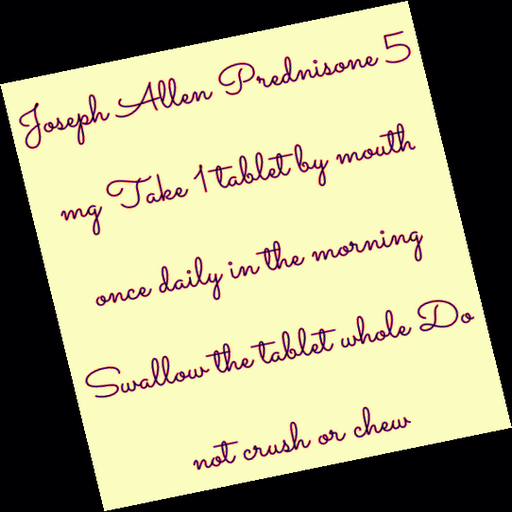 Joseph Allen Prednisone 5
mg Take 1 tablet by mouth
once daily in the morning
Swallow the tablet whole Do
not crush or chew